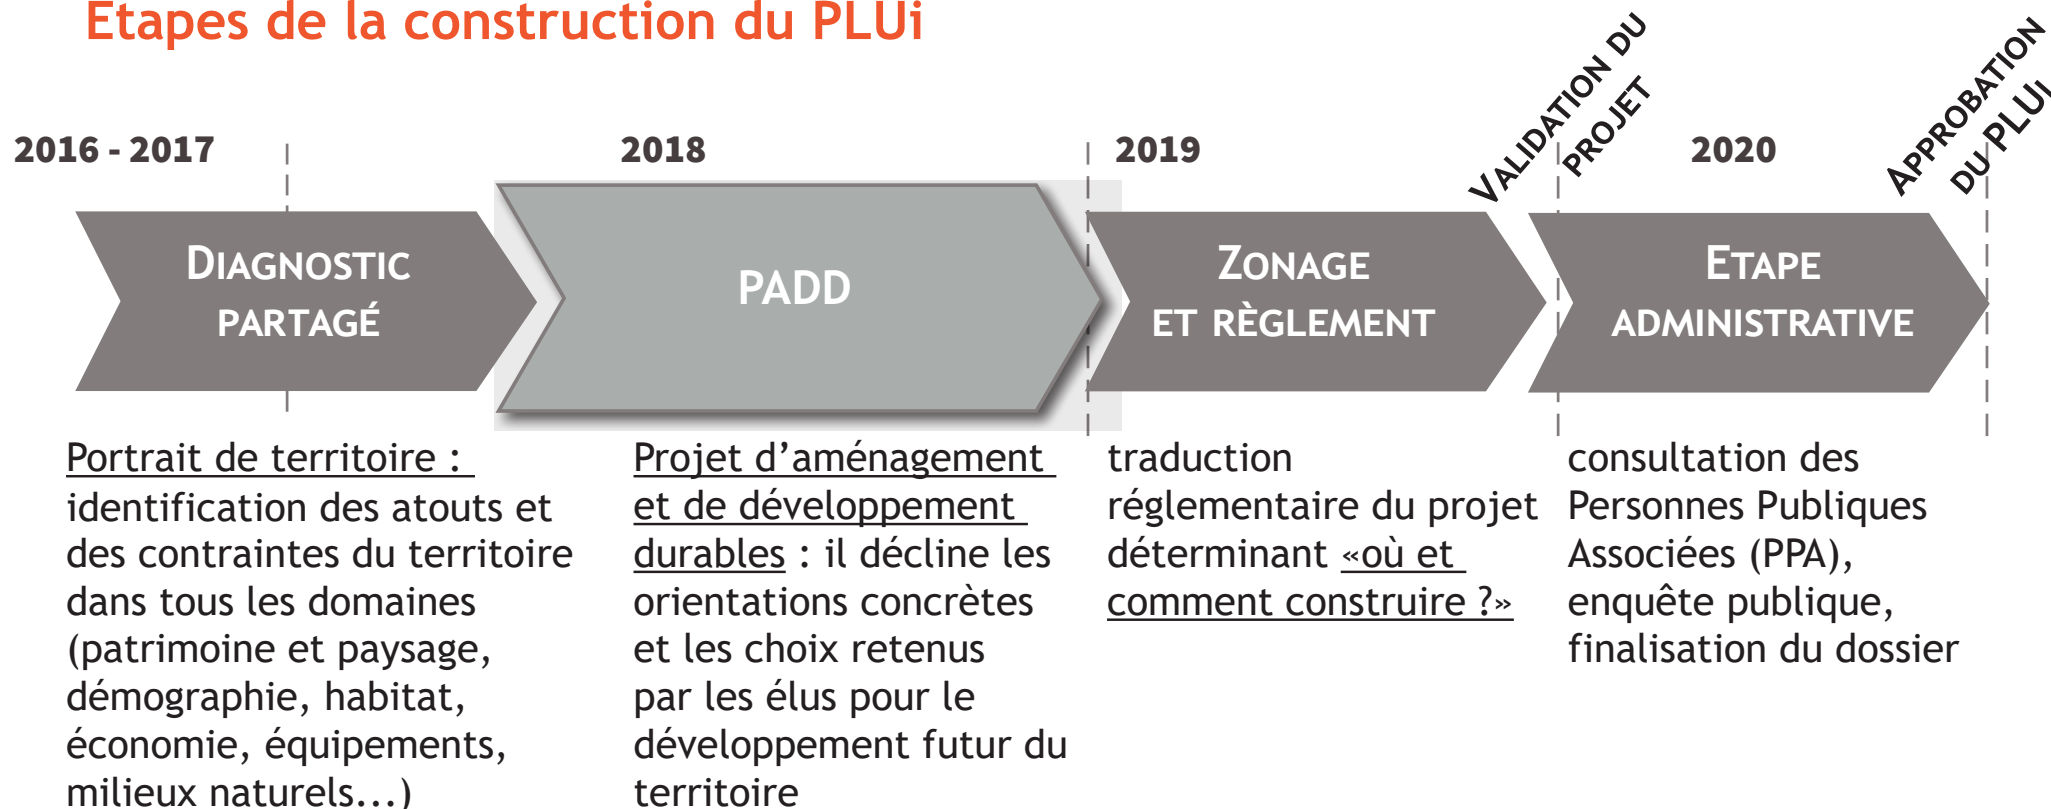 Etapes de la construction du PLUi
2016 - 2017
2018
2019
VALIDATION DU
PROJET
2020
APPROBATION
DU PLUi
DIAGNOSTIC
PARTAGÉ
PADD
ZONAGE
ET RÈGLEMENT
ETAPE
ADMINISTRATIVE
Portrait de territoire :
identification des atouts et
des contraintes du territoire
dans tous les domaines
(patrimoine et paysage,
démographie, habitat,
économie, équipements,
milieux naturels...)
Projet d’aménagement
et de développement
durables : il décline les
orientations concrètes
et les choix retenus
par les élus pour le
développement futur du
territoire
traduction
réglementaire du projet
déterminant «où et
comment construire ?»
consultation des
Personnes Publiques
Associées (PPA),
enquête publique,
finalisation du dossier